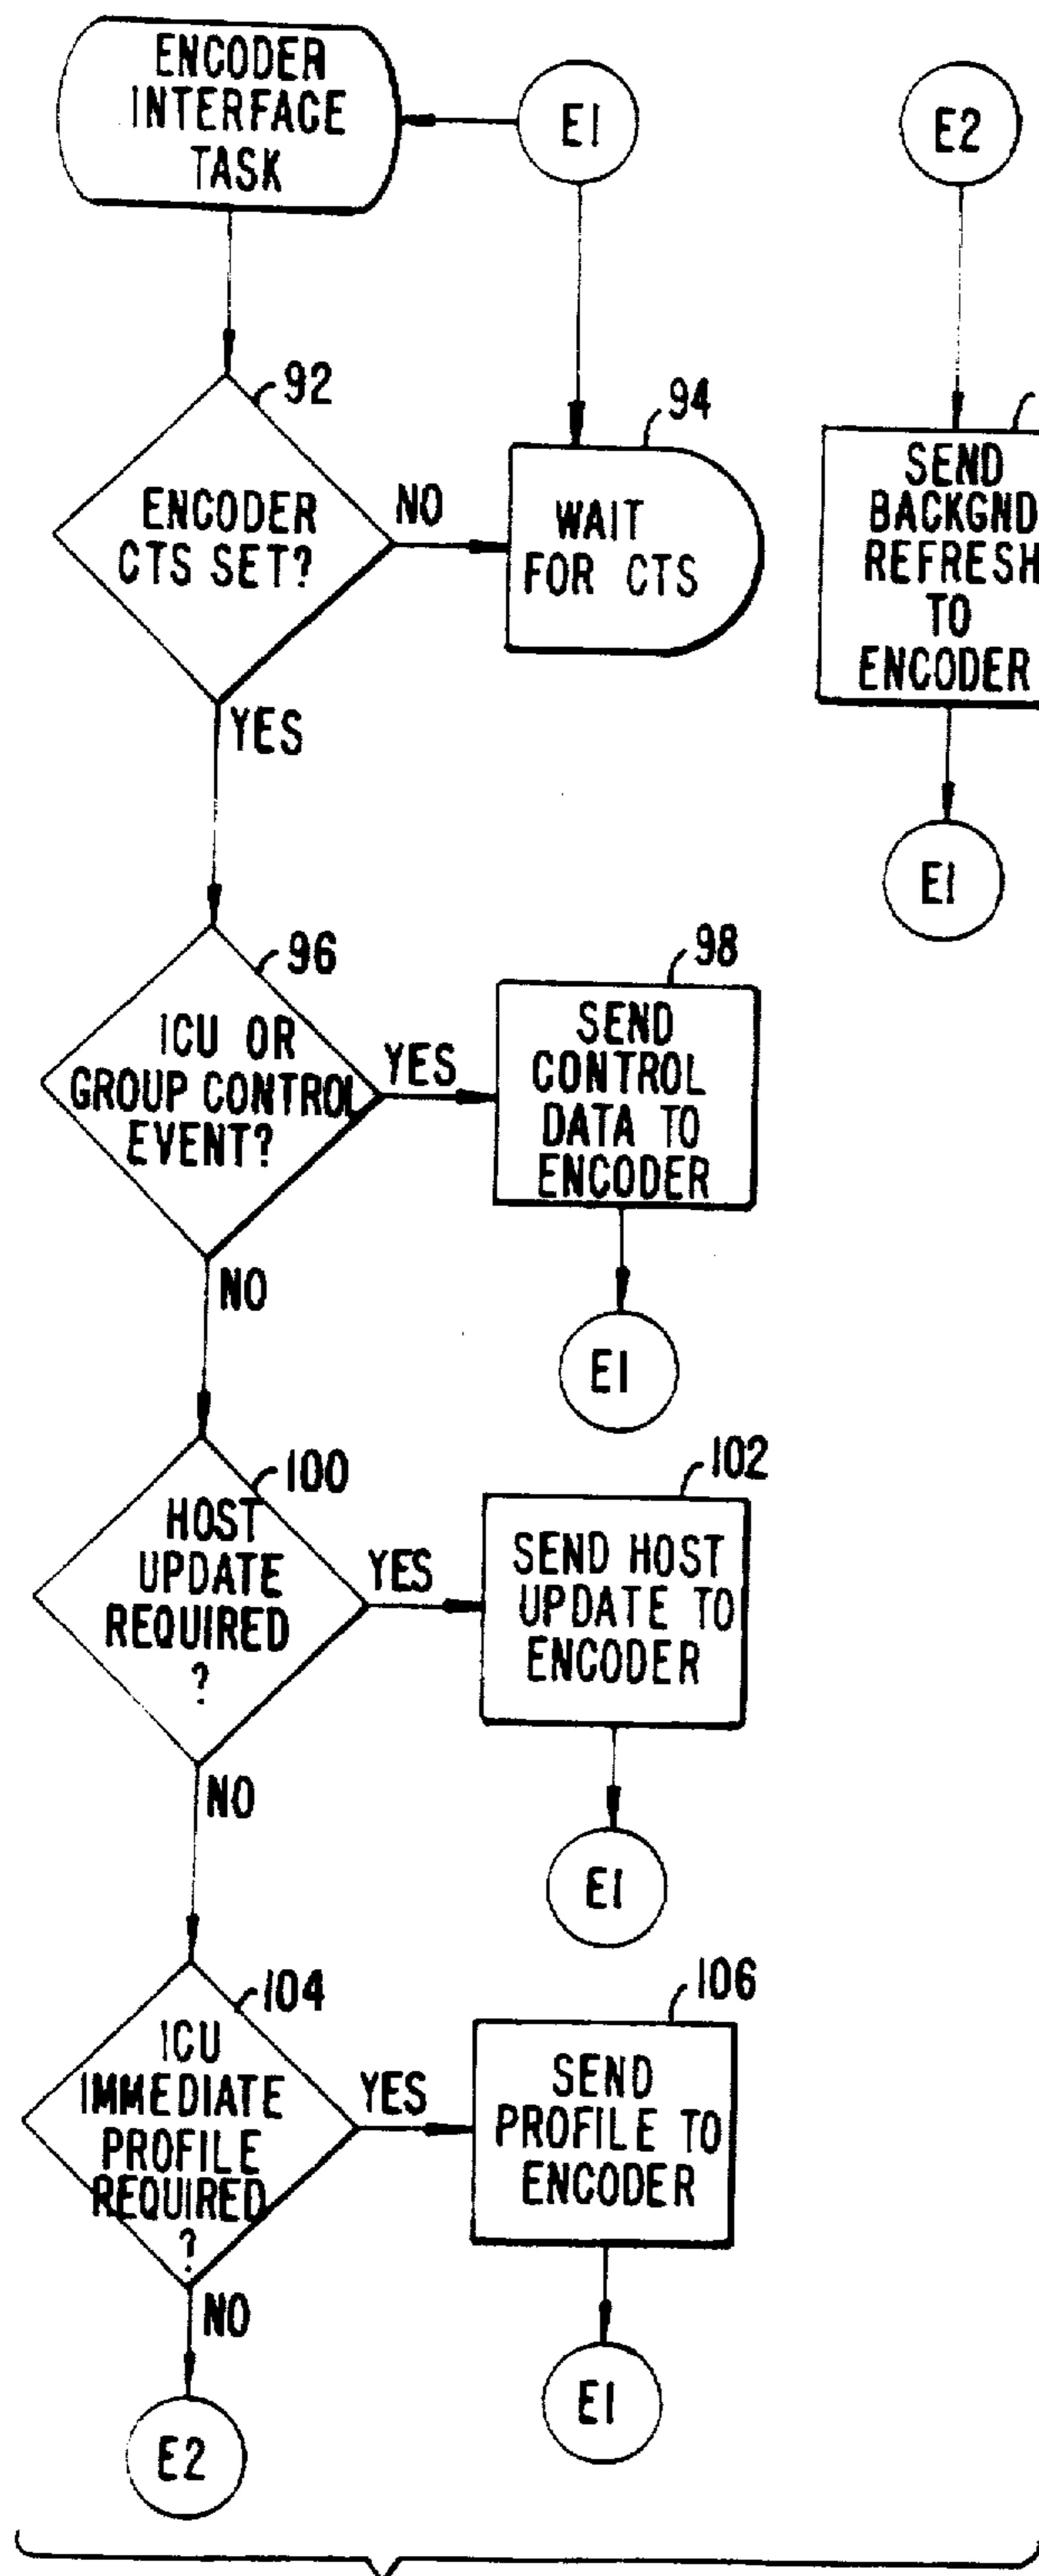 ENCODER
INTERFACE
TASK
E1
E2
92
ENCODER
CTS SET?
NO
94
WAIT
FOR CTS
SEND
BACKGND
REFRESH
TO
ENCODER
YES
E1
96
ICU OR
GROUP CONTROL
EVENT?
YES
98
SEND
CONTROL
DATA TO
ENCODER
NO
E1
100
HOST
UPDATE
REQUIRED
?
YES
102
SEND HOST
UPDATE TO
ENCODER
NO
E1
104
ICU
IMMEDIATE
PROFILE
REQUIRED
?
YES
106
SEND
PROFILE TO
ENCODER
NO
E1
E2